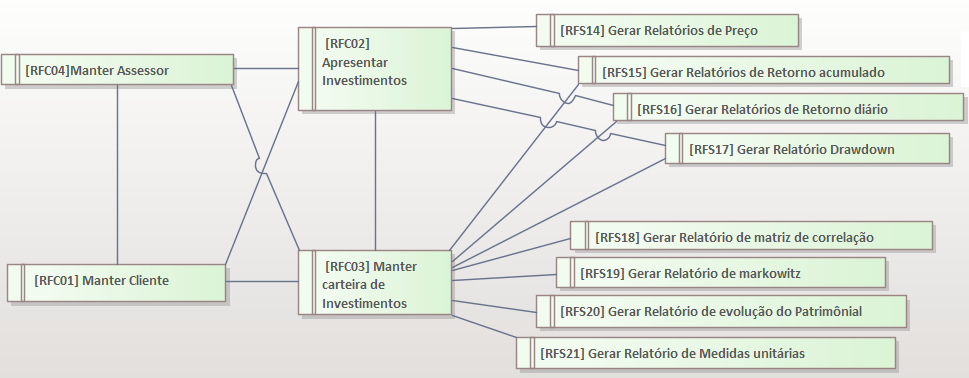 [RFC04]Manter Assessor
[RFC01] Manter Cliente
[RFC02]
Apresentar
Investimentos
[RFC03] Manter
carteira de
Investimentos
[RFS14] Gerar Relatórios de Preço
[RFS15] Gerar Relatórios de Retorno acumulado
[RFS16] Gerar Relatórios de Retorno diário
[RFS17] Gerar Relatório Drawdown
[RFS18] Gerar Relatório de matriz de correlação
[RFS19] Gerar Relatório de markowitz
[RFS20] Gerar Relatório de evolução do Patrimônial
[RFS21] Gerar Relatório de Medidas unitárias